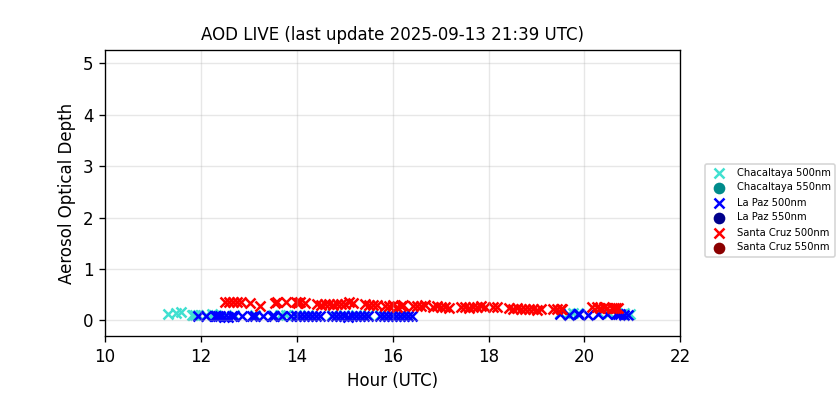 AOD LIVE (last update 2025-09-13 21:39 UTC)
Aerosol Optical Depth
5
4
3
2
1
0
10 12 14 16 18 20 22
Hour (UTC)
Chacaltaya 500nm
Chacaltaya 550nm
La Paz 500nm
La Paz 550nm
Santa Cruz 500nm
Santa Cruz 550nm